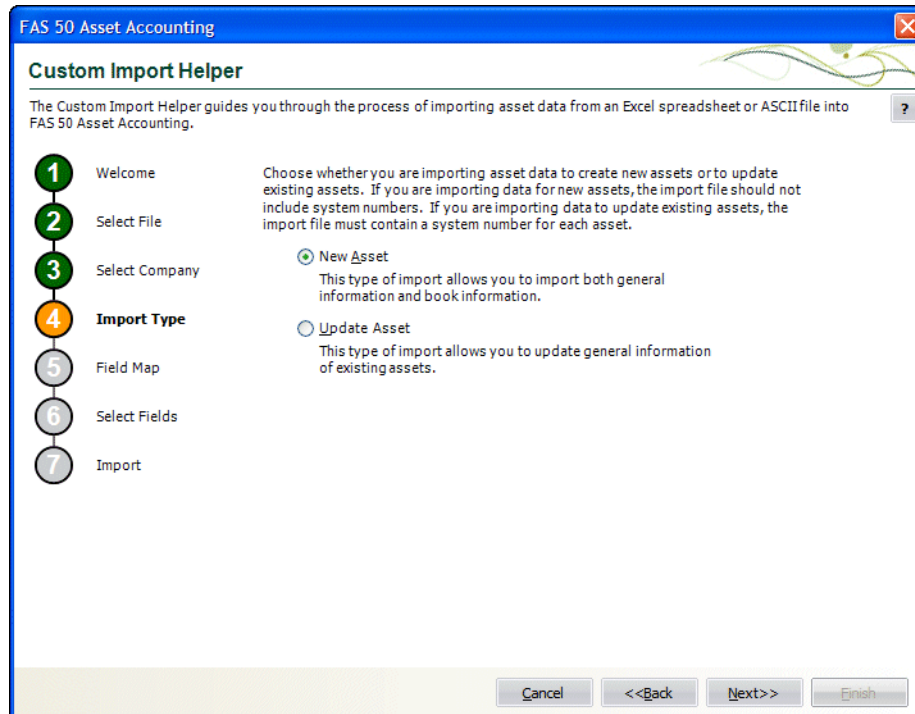 FAS 50 Asset Accounting
Custom Import Helper
The Custom Import Helper guides you through the process of importing asset data from an Excel spreadsheet or ASCII file into
FAS 50 Asset Accounting.
?
1 Welcome
2 Select File
3 Select Company
4 Import Type
5 Field Map
6 Select Fields
7 Import
Choose whether you are importing asset data to create new assets or to update
existing assets. If you are importing data for new assets, the import file should not
include system numbers. If you are importing data to update existing assets, the
import file must contain a system number for each asset.
New Asset
This type of import allows you to import both general
information and book information.
Update Asset
This type of import allows you to update general information
of existing assets.
Cancel <<Back Next>> Finish